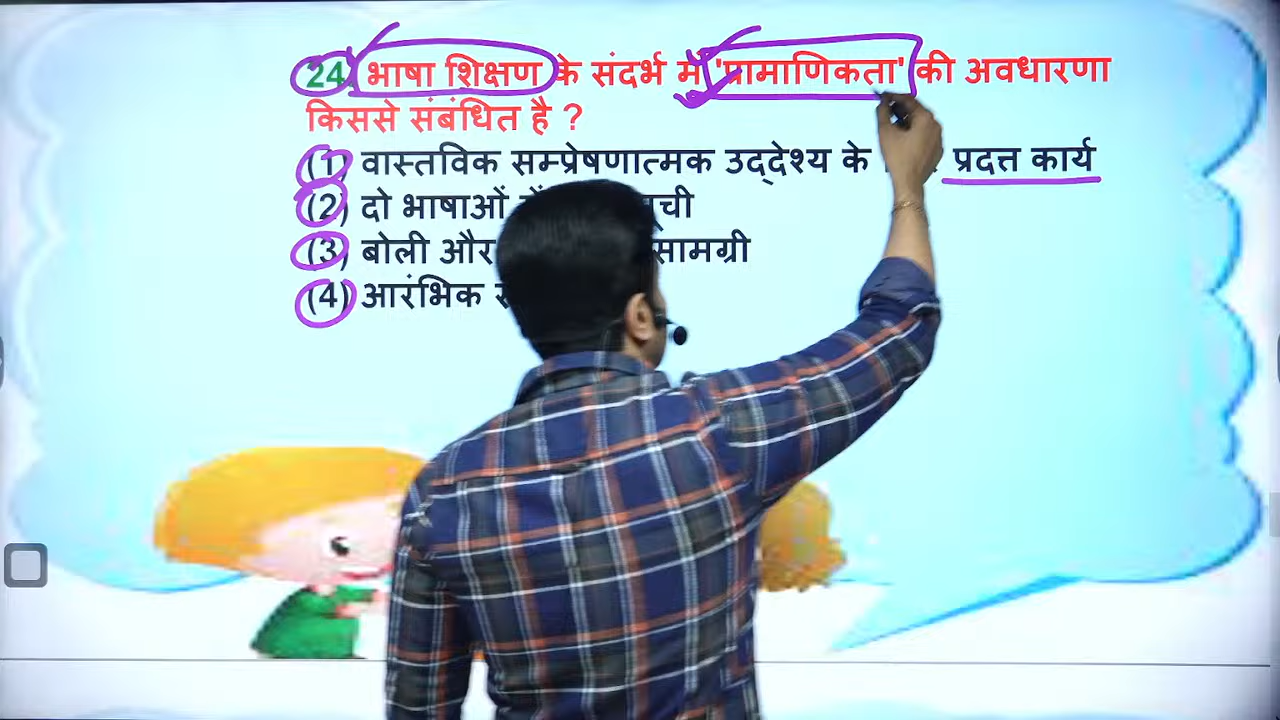 24 भाषा शिक्षण के संदर्भ में 'प्रामाणिकता' की अवधारणा
किससे संबंधित है ?
(1) वास्तविक सम्प्रेषणात्मक उद्देश्य के प्रदत्त कार्य
(2) दो भाषाओं
(3) बोली और सामग्री
(4) आरंभिक